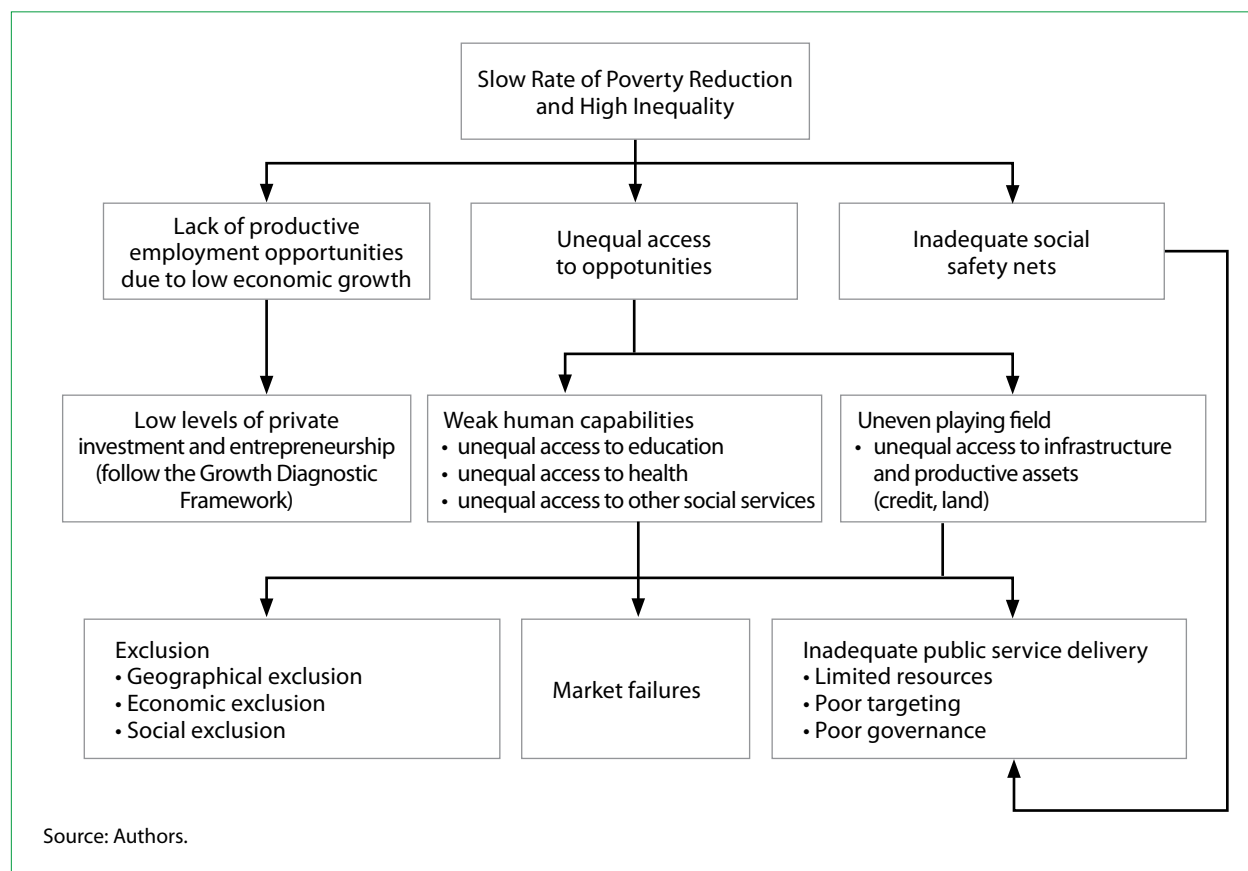 Slow Rate of Poverty Reduction
and High Inequality
Lack of productive
employment opportunities
due to low economic growth
Unequal access
to oppotunities
Inadequate social
safety nets
Low levels of private
investment and entrepreneurship
(follow the Growth Diagnostic
Framework)
Weak human capabilities
• unequal access to education
• unequal access to health
• unequal access to other social services
Uneven playing field
• unequal access to infrastructure
and productive assets
(credit, land)
Exclusion
• Geographical exclusion
• Economic exclusion
• Social exclusion
Market failures
Inadequate public service delivery
• Limited resources
• Poor targeting
• Poor governance
Source: Authors.